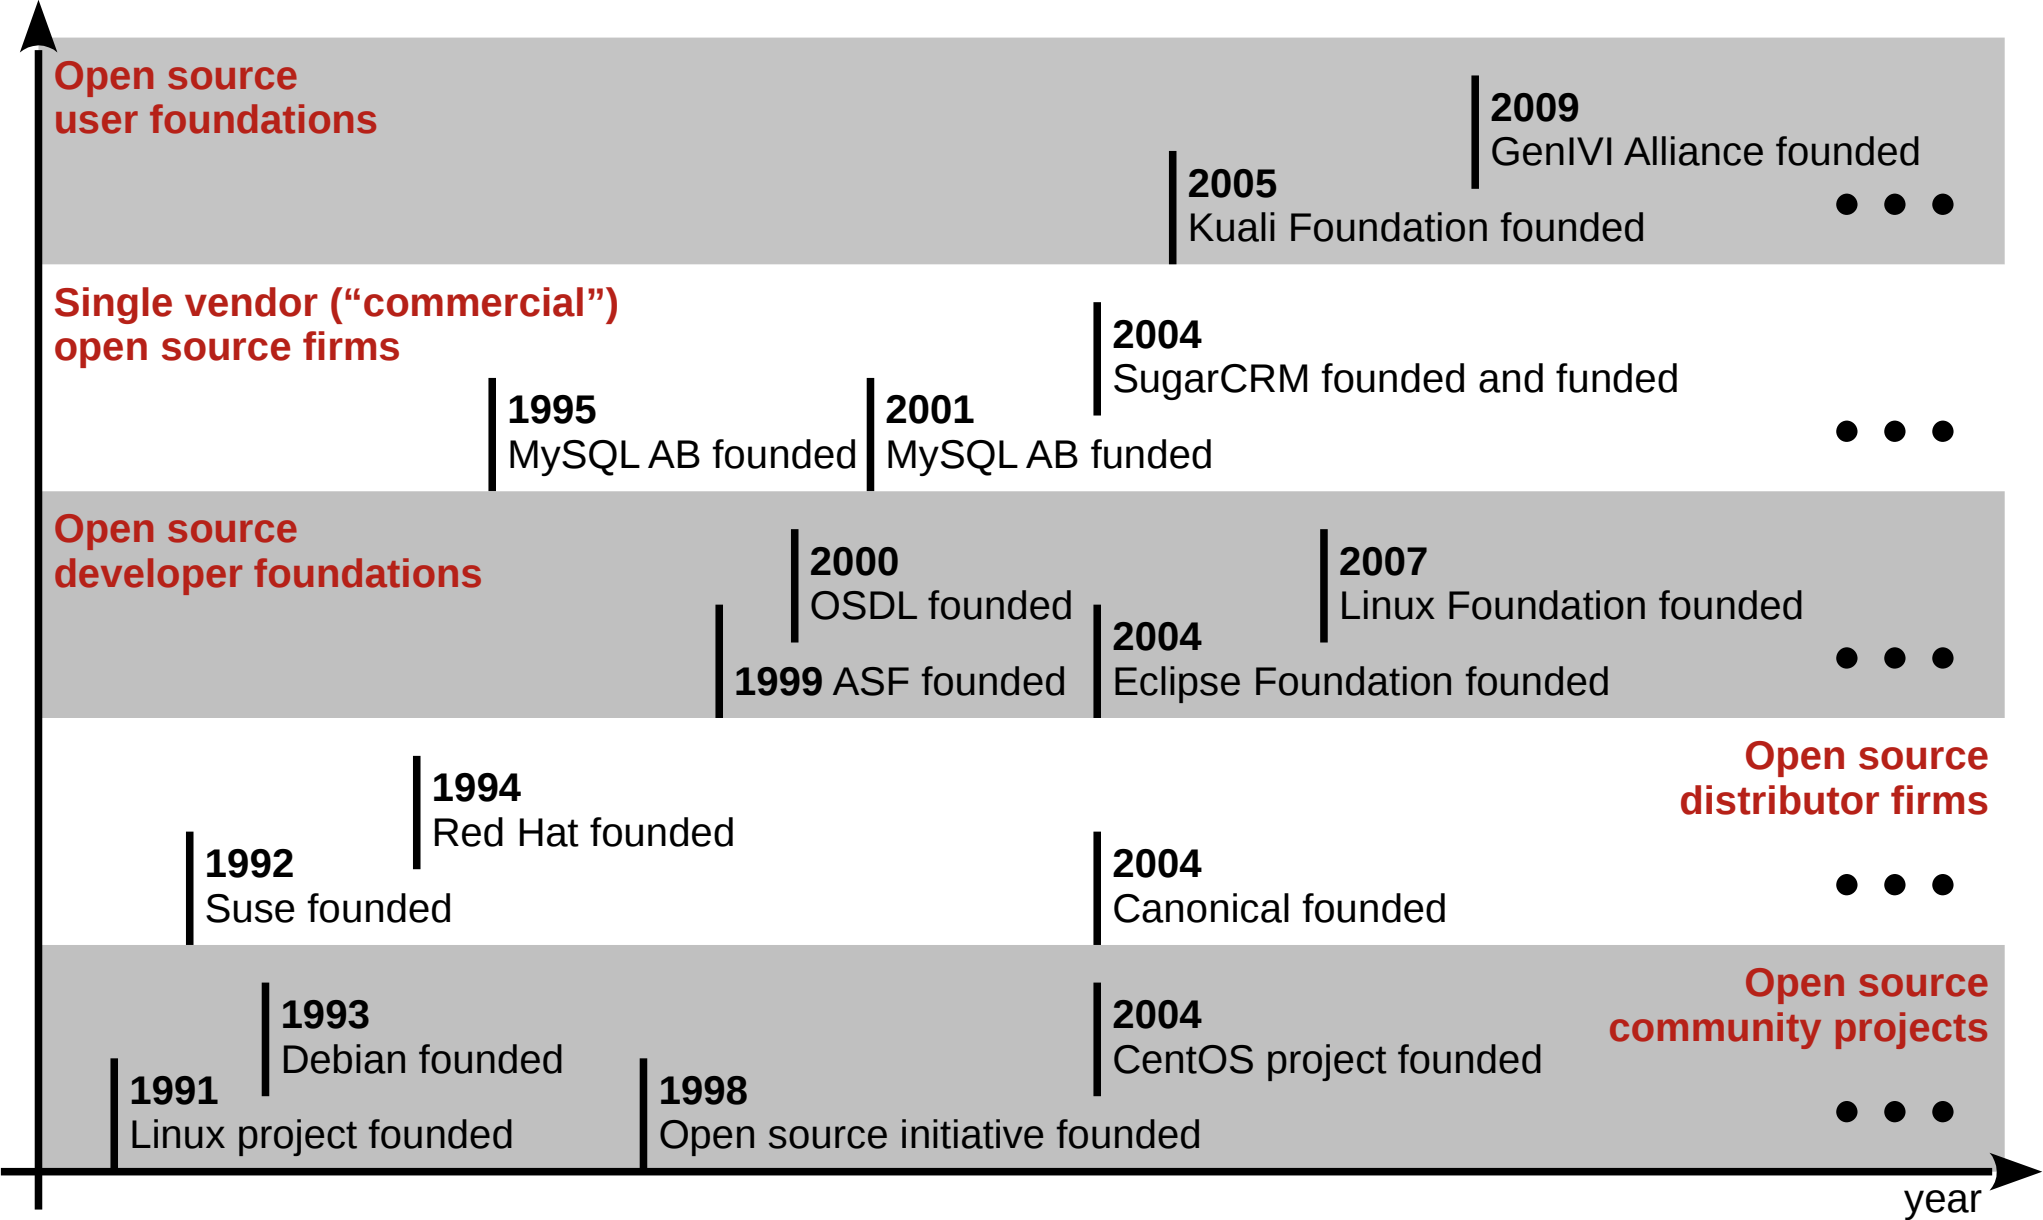 Open source
user foundations
2009
GenIVI Alliance founded
2005
Kuali Foundation founded
Single vendor (“commercial”)
open source firms
2004
SugarCRM founded and funded
1995
MySQL AB founded
2001
MySQL AB funded
Open source
developer foundations
2000
OSDL founded
2007
Linux Foundation founded
1999 ASF founded
2004
Eclipse Foundation founded
Open source
distributor firms
1994
Red Hat founded
1992
Suse founded
2004
Canonical founded
Open source
community projects
1993
Debian founded
2004
CentOS project founded
1991
Linux project founded
1998
Open source initiative founded
year